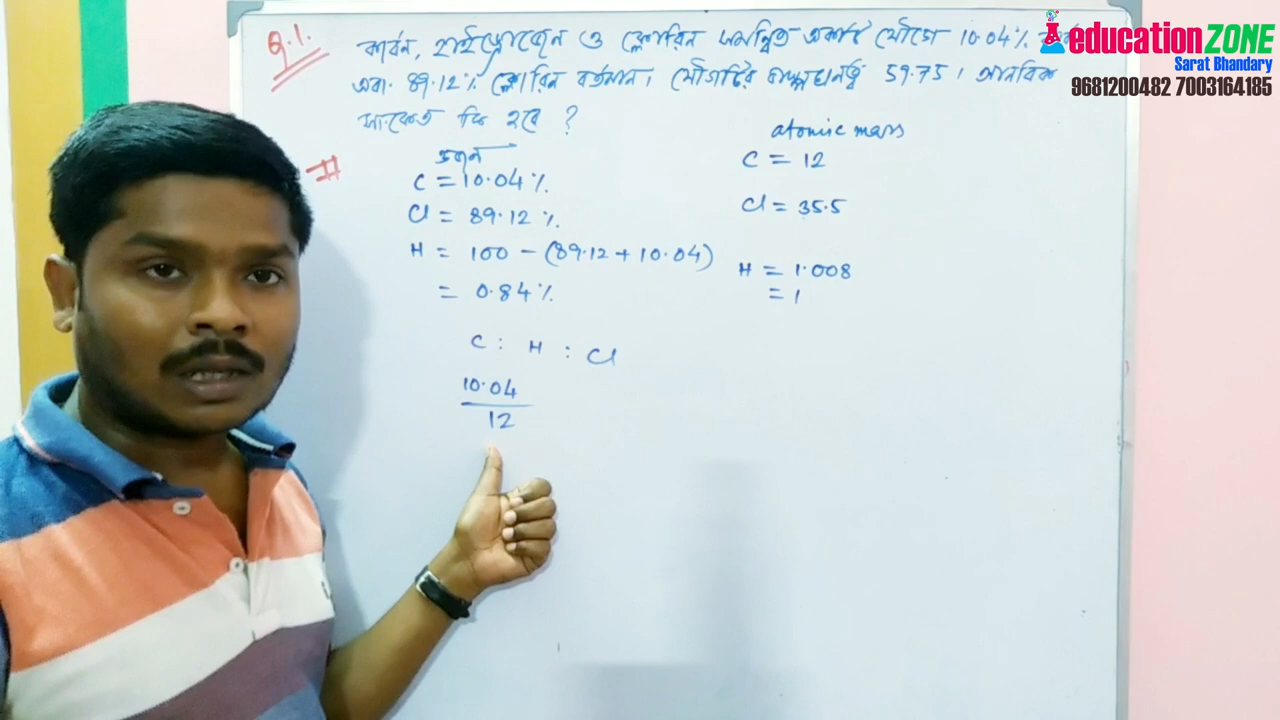 educationZONE
Sarat Bhandary
9681200482 7003164185
Q.1. কার্বন, হাইড্রোজেন ও ক্লোরিন সমন্বিত একটি যৌগে 10.04%
এবং 89.12% ক্লোরিন বর্তমান। যৌগটির বাষ্পঘনত্ব 59.75। আনবিক
সংকেত কি হবে ?
ওজন
C = 10.04%
Cl = 89.12%
H = 100 - (89.12 + 10.04)
= 0.84%
atomic mass
C = 12
Cl = 35.5
H = 1.008
= 1
C : H : Cl
10.04
12